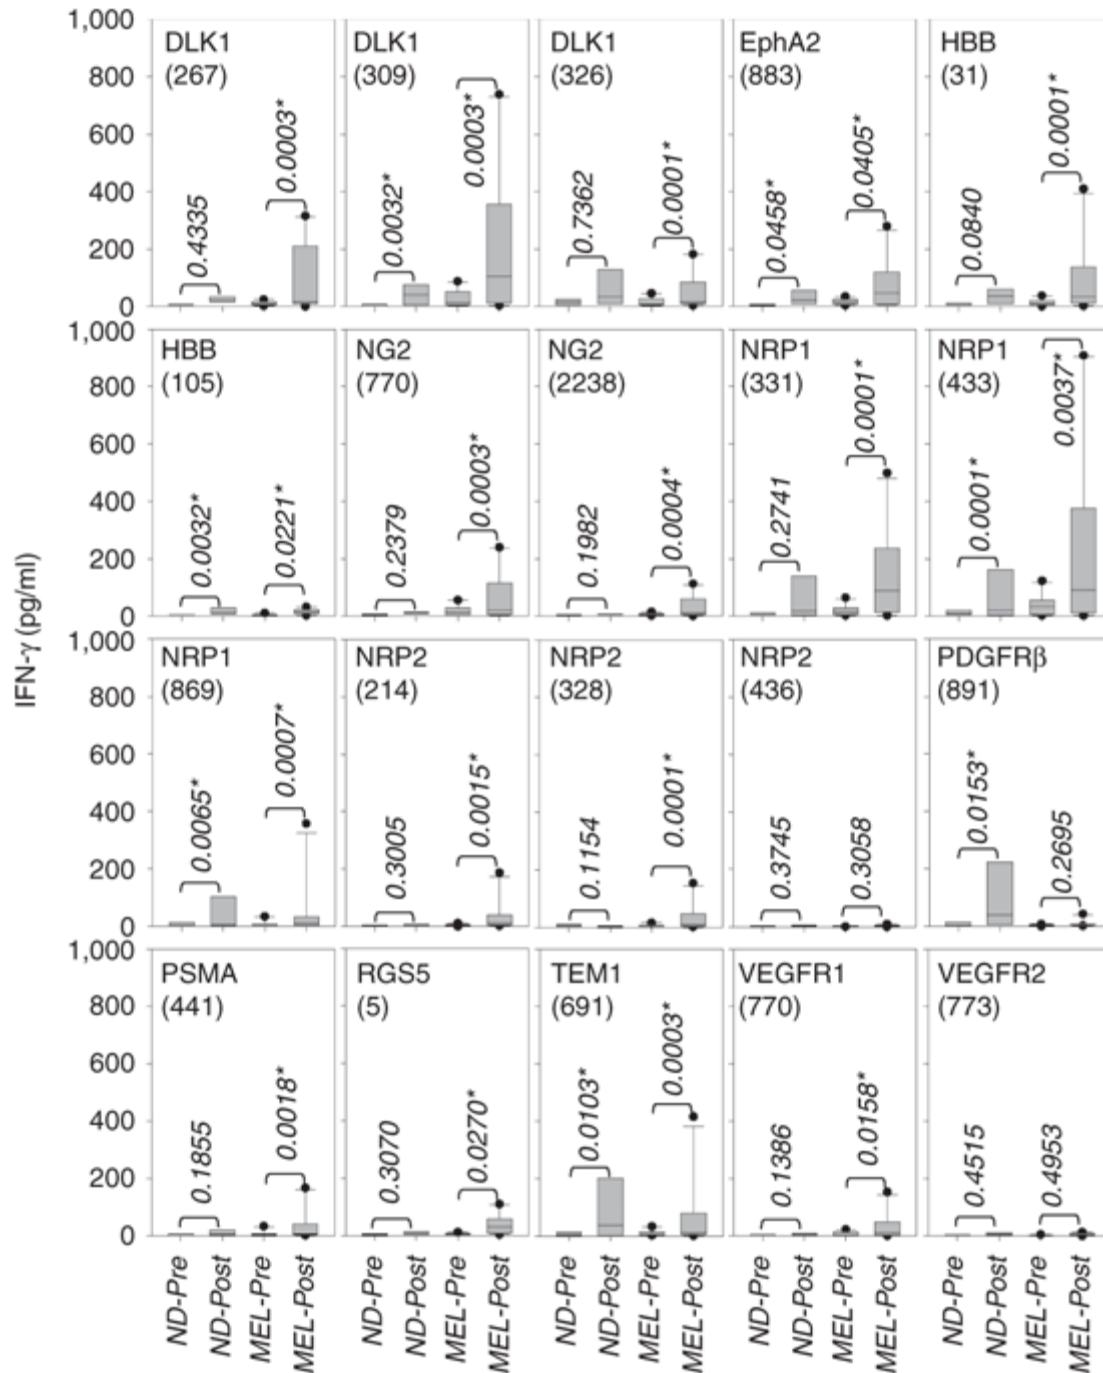 IFN-γ (pg/ml)
1,000
800
600
400
200
0
DLK1
(267)
0.4335
0.0003*
DLK1
(309)
0.0032*
0.0003*
DLK1
(326)
0.7362
0.0001*
EphA2
(883)
0.0458*
0.0405*
HBB
(31)
0.0840
0.0001*
1,000
800
600
400
200
0
HBB
(105)
0.0032*
0.0221*
NG2
(770)
0.2379
0.0003*
NG2
(2238)
0.1982
0.0004*
NRP1
(331)
0.2741
0.0001*
NRP1
(433)
0.0001*
0.0037*
1,000
800
600
400
200
0
NRP1
(869)
0.0065*
0.0007*
NRP2
(214)
0.3005
0.0015*
NRP2
(328)
0.1154
0.0001*
NRP2
(436)
0.3745
0.3058
PDGFRβ
(891)
0.0153*
0.2695
1,000
800
600
400
200
0
PSMA
(441)
0.1855
0.0018*
RGS5
(5)
0.3070
0.0270*
TEM1
(691)
0.0103*
0.0003*
VEGFR1
(770)
0.1386
0.0158*
VEGFR2
(773)
0.4515
0.4953
ND-Pre
ND-Post
MEL-Pre
MEL-Post
ND-Pre
ND-Post
MEL-Pre
MEL-Post
ND-Pre
ND-Post
MEL-Pre
MEL-Post
ND-Pre
ND-Post
MEL-Pre
MEL-Post
ND-Pre
ND-Post
MEL-Pre
MEL-Post